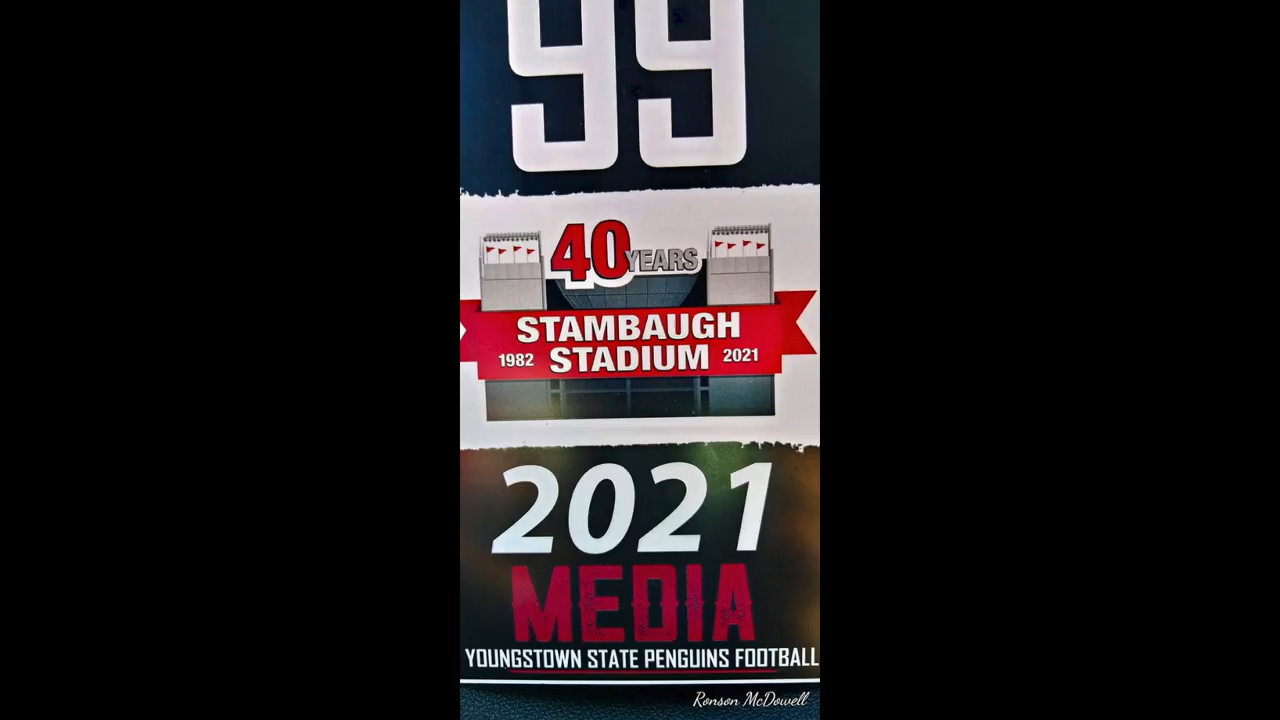 99
40 YEARS
STAMBAUGH
1982 STADIUM 2021
2021
MEDIA
YOUNGSTOWN STATE PENGUINS FOOTBALL
Ronson McDowell